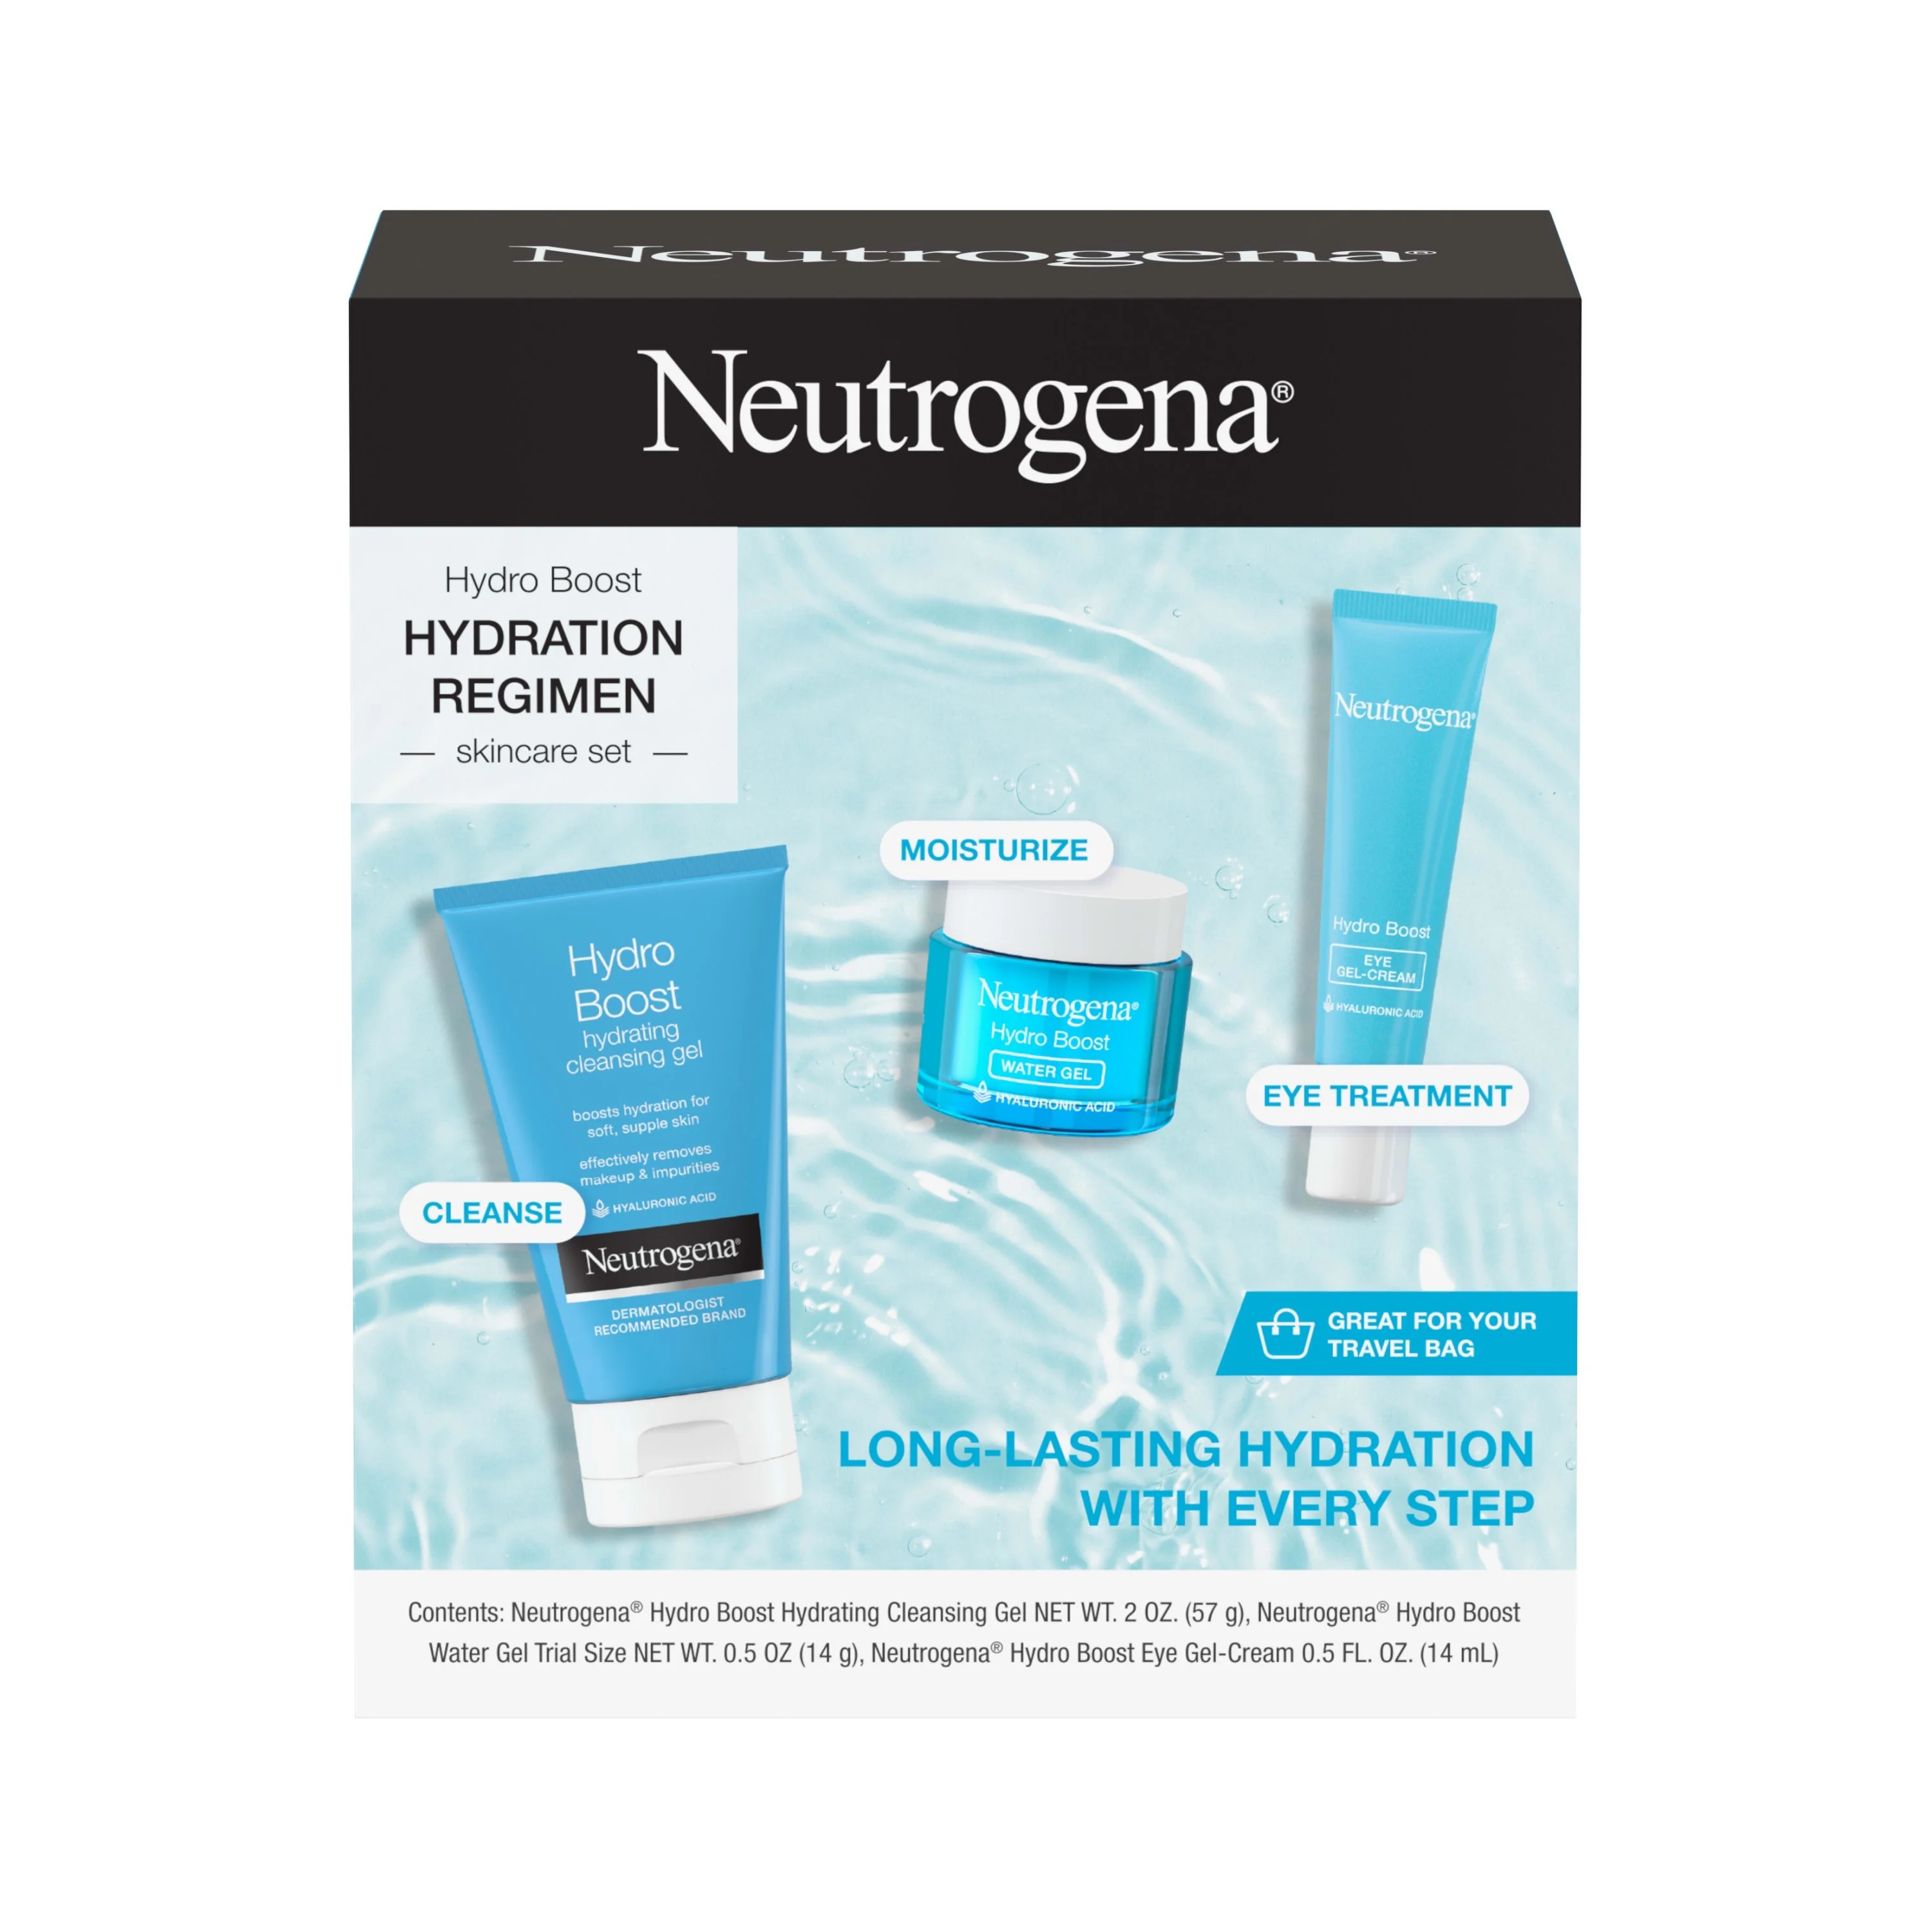 Neutrogena®
Neutrogena®
Hydro Boost
HYDRATION
REGIMEN
— skincare set —
Neutrogena®
Hydro Boost
EYE
GEL-CREAM
HYALURONIC ACID
EYE TREATMENT
MOISTURIZE
Neutrogena®
Hydro Boost
WATER GEL
HYALURONIC ACID
Hydro
Boost
hydrating
cleansing gel
boosts hydration for
soft, supple skin
effectively removes
makeup & impurities
HYALURONIC ACID
CLEANSE
Neutrogena®
DERMATOLOGIST
RECOMMENDED BRAND
GREAT FOR YOUR
TRAVEL BAG
LONG-LASTING HYDRATION
WITH EVERY STEP
Contents: Neutrogena® Hydro Boost Hydrating Cleansing Gel NET WT. 2 OZ. (57 g), Neutrogena® Hydro Boost
Water Gel Trial Size NET WT. 0.5 OZ (14 g), Neutrogena® Hydro Boost Eye Gel-Cream 0.5 FL. OZ. (14 mL)